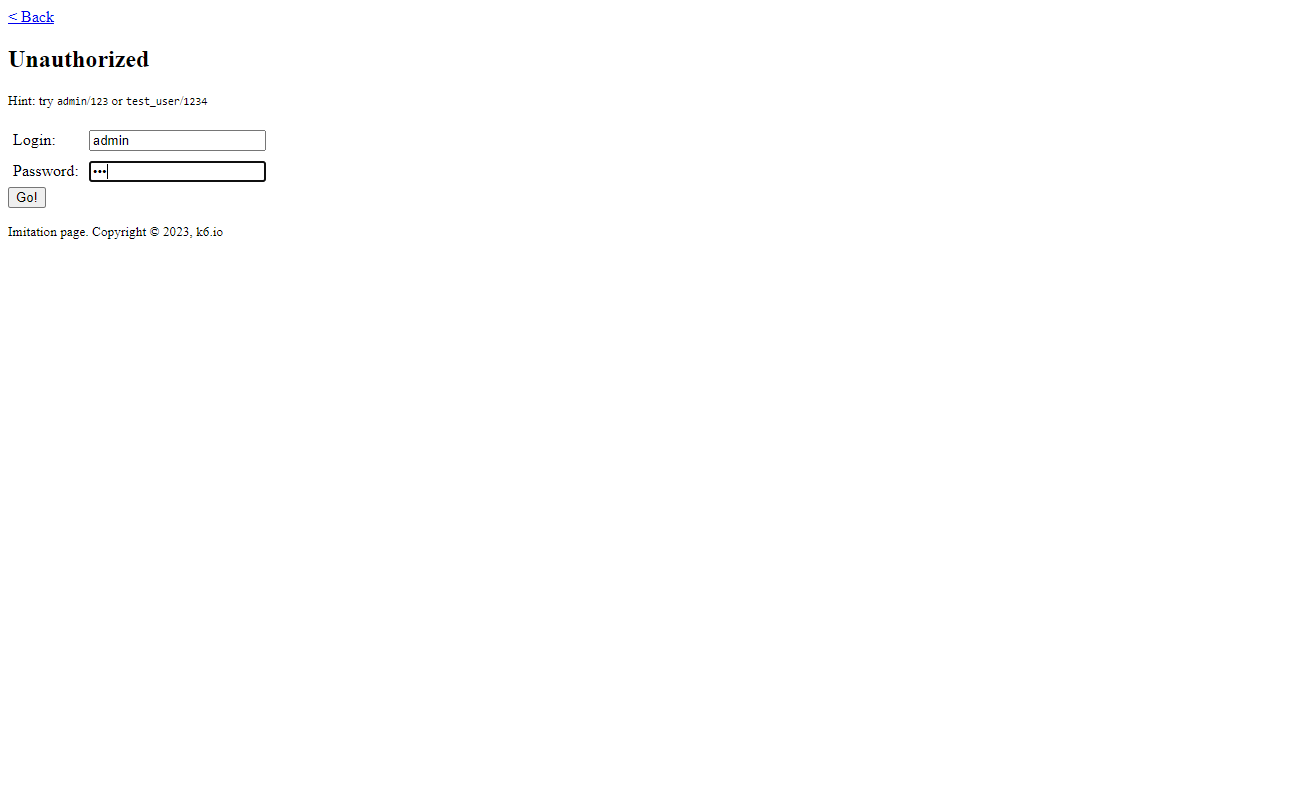 < Back
Unauthorized
Hint: try admin/123 or test_user/1234
Login: admin
Password: •••
Go!
Imitation page. Copyright © 2023, k6.io